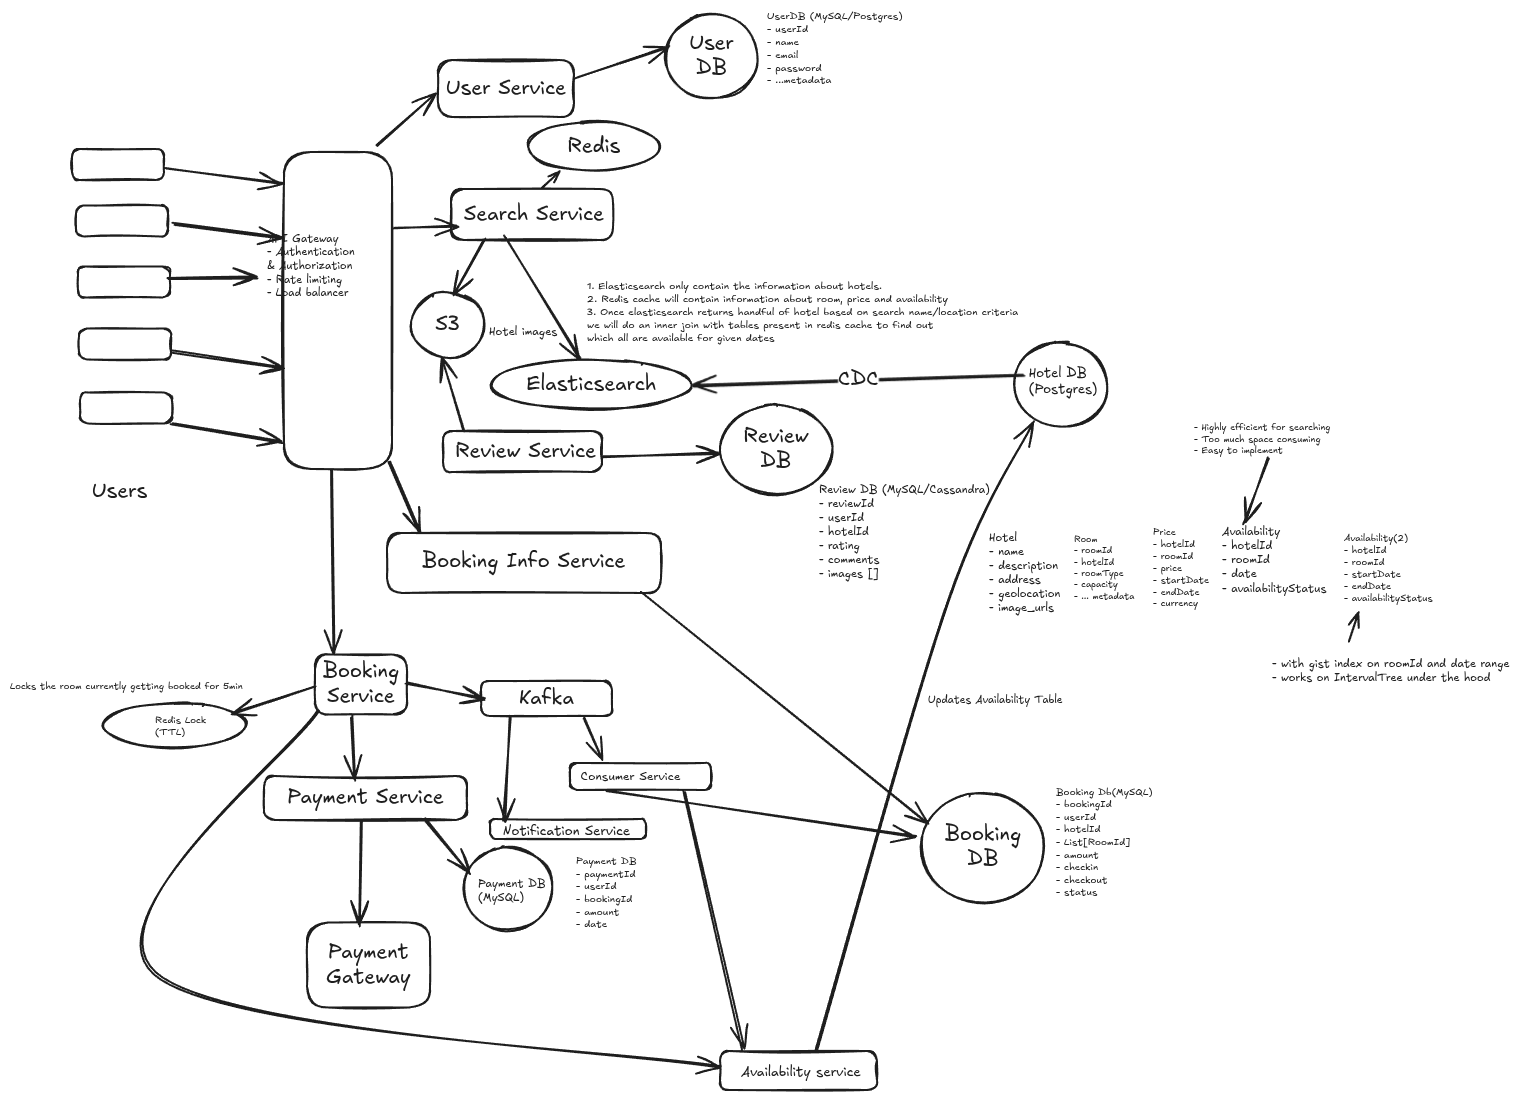 User
DB
UserDB (MySQL/Postgres)
- userId
- name
- email
- password
- ...metadata
User Service
Redis
Search Service
API Gateway
- Authentication
& Authorization
- Rate limiting
- Load balancer
S3
Hotel images
1. Elasticsearch only contain the information about hotels.
2. Redis cache will contain information about room, price and availability
3. Once elasticsearch returns handful of hotel based on search name/location criteria
we will do an inner join with tables present in redis cache to find out
which all are available for given dates
Elasticsearch
CDC
Hotel DB
(Postgres)
Review Service
Review
DB
Review DB (MySQL/Cassandra)
- reviewId
- userId
- hotelId
- rating
- comments
- images []
- Highly efficient for searching
- Too much space consuming
- Easy to implement
Users
Hotel
- name
- description
- address
- geolocation
- image_urls
Room
- roomId
- hotelId
- roomType
- capacity
- ... metadata
Price
- hotelId
- roomId
- price
- startDate
- endDate
- currency
Availability
- hotelId
- roomId
- date
- availabilityStatus
Availability(2)
- hotelId
- roomId
- startDate
- endDate
- availabilityStatus
- with gist index on roomId and date range
- works on IntervalTree under the hood
Booking Info Service
Booking
Service
Locks the room currently getting booked for 5min
Redis Lock
(TTL)
Kafka
Updates Availability Table
Consumer Service
Payment Service
Notification Service
Payment DB
(MySQL)
Payment DB
- paymentId
- userId
- bookingId
- amount
- date
Booking
DB
Booking Db(MySQL)
- bookingId
- userId
- hotelId
- List[RoomId]
- amount
- checkin
- checkout
- status
Payment
Gateway
Availability service